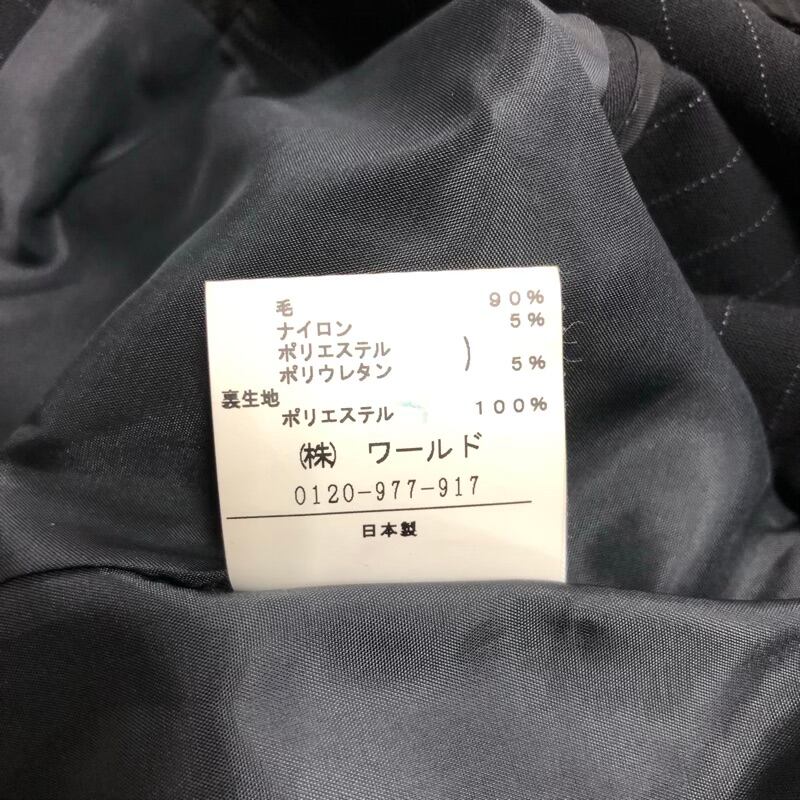 毛 90%
ナイロン 5%
ポリエステル
ポリウレタン ) 5%
裏生地
ポリエステル 100%
㈱ ワールド
0120-977-917
日本製